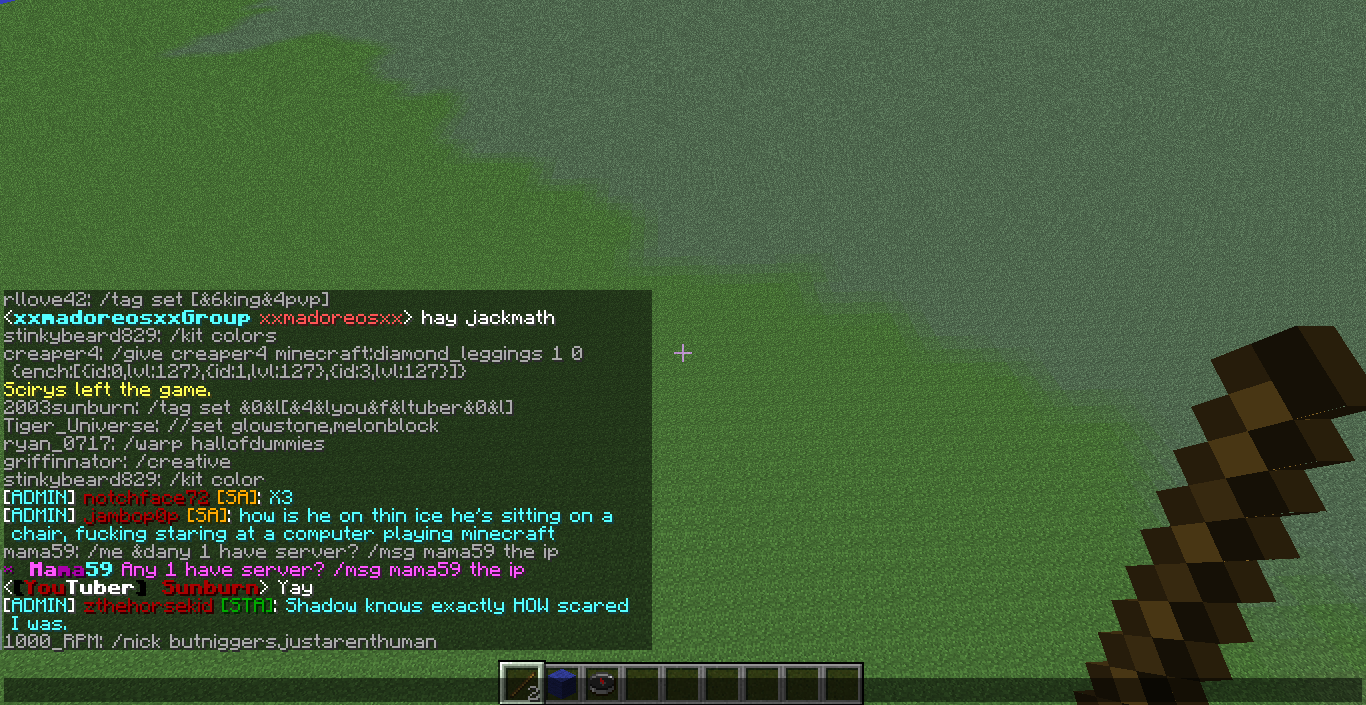 rllove42: /tag set [&6king&4pvp]
<xxmadoreosxxGroup xxmadoreosxx> hay jackmath
stinkybeard829: /kit colors
creaper4: /give creaper4 minecraft:diamond_leggings 1 0
{ench:[{id:0,lvl:127},{id:1,lvl:127},{id:3,lvl:127}]}
Scirys left the game.
2003sunburn: /tag set &0&l[&4&lyou&f&ltuber&0&l]
Tiger_Universe: //set glowstone,melonblock
ryan_0717: /warp hallofdummies
griffinnator: /creative
stinkybeard829: /kit color
[ADMIN] notchface72 [SA]: X3
[ADMIN] jambop0p [SA]: how is he on thin ice he's sitting on a
chair, fucking staring at a computer playing minecraft
mama59: /me &dany 1 have server? /msg mama59 the ip
* Mama59 Any 1 have server? /msg mama59 the ip
<[YouTuber] Sunburn> Yay
[ADMIN] zthehorsekid [STA]: Shadow knows exactly HOW scared
I was.
1000_RPM: /nick butniggersjustarenthuman
2